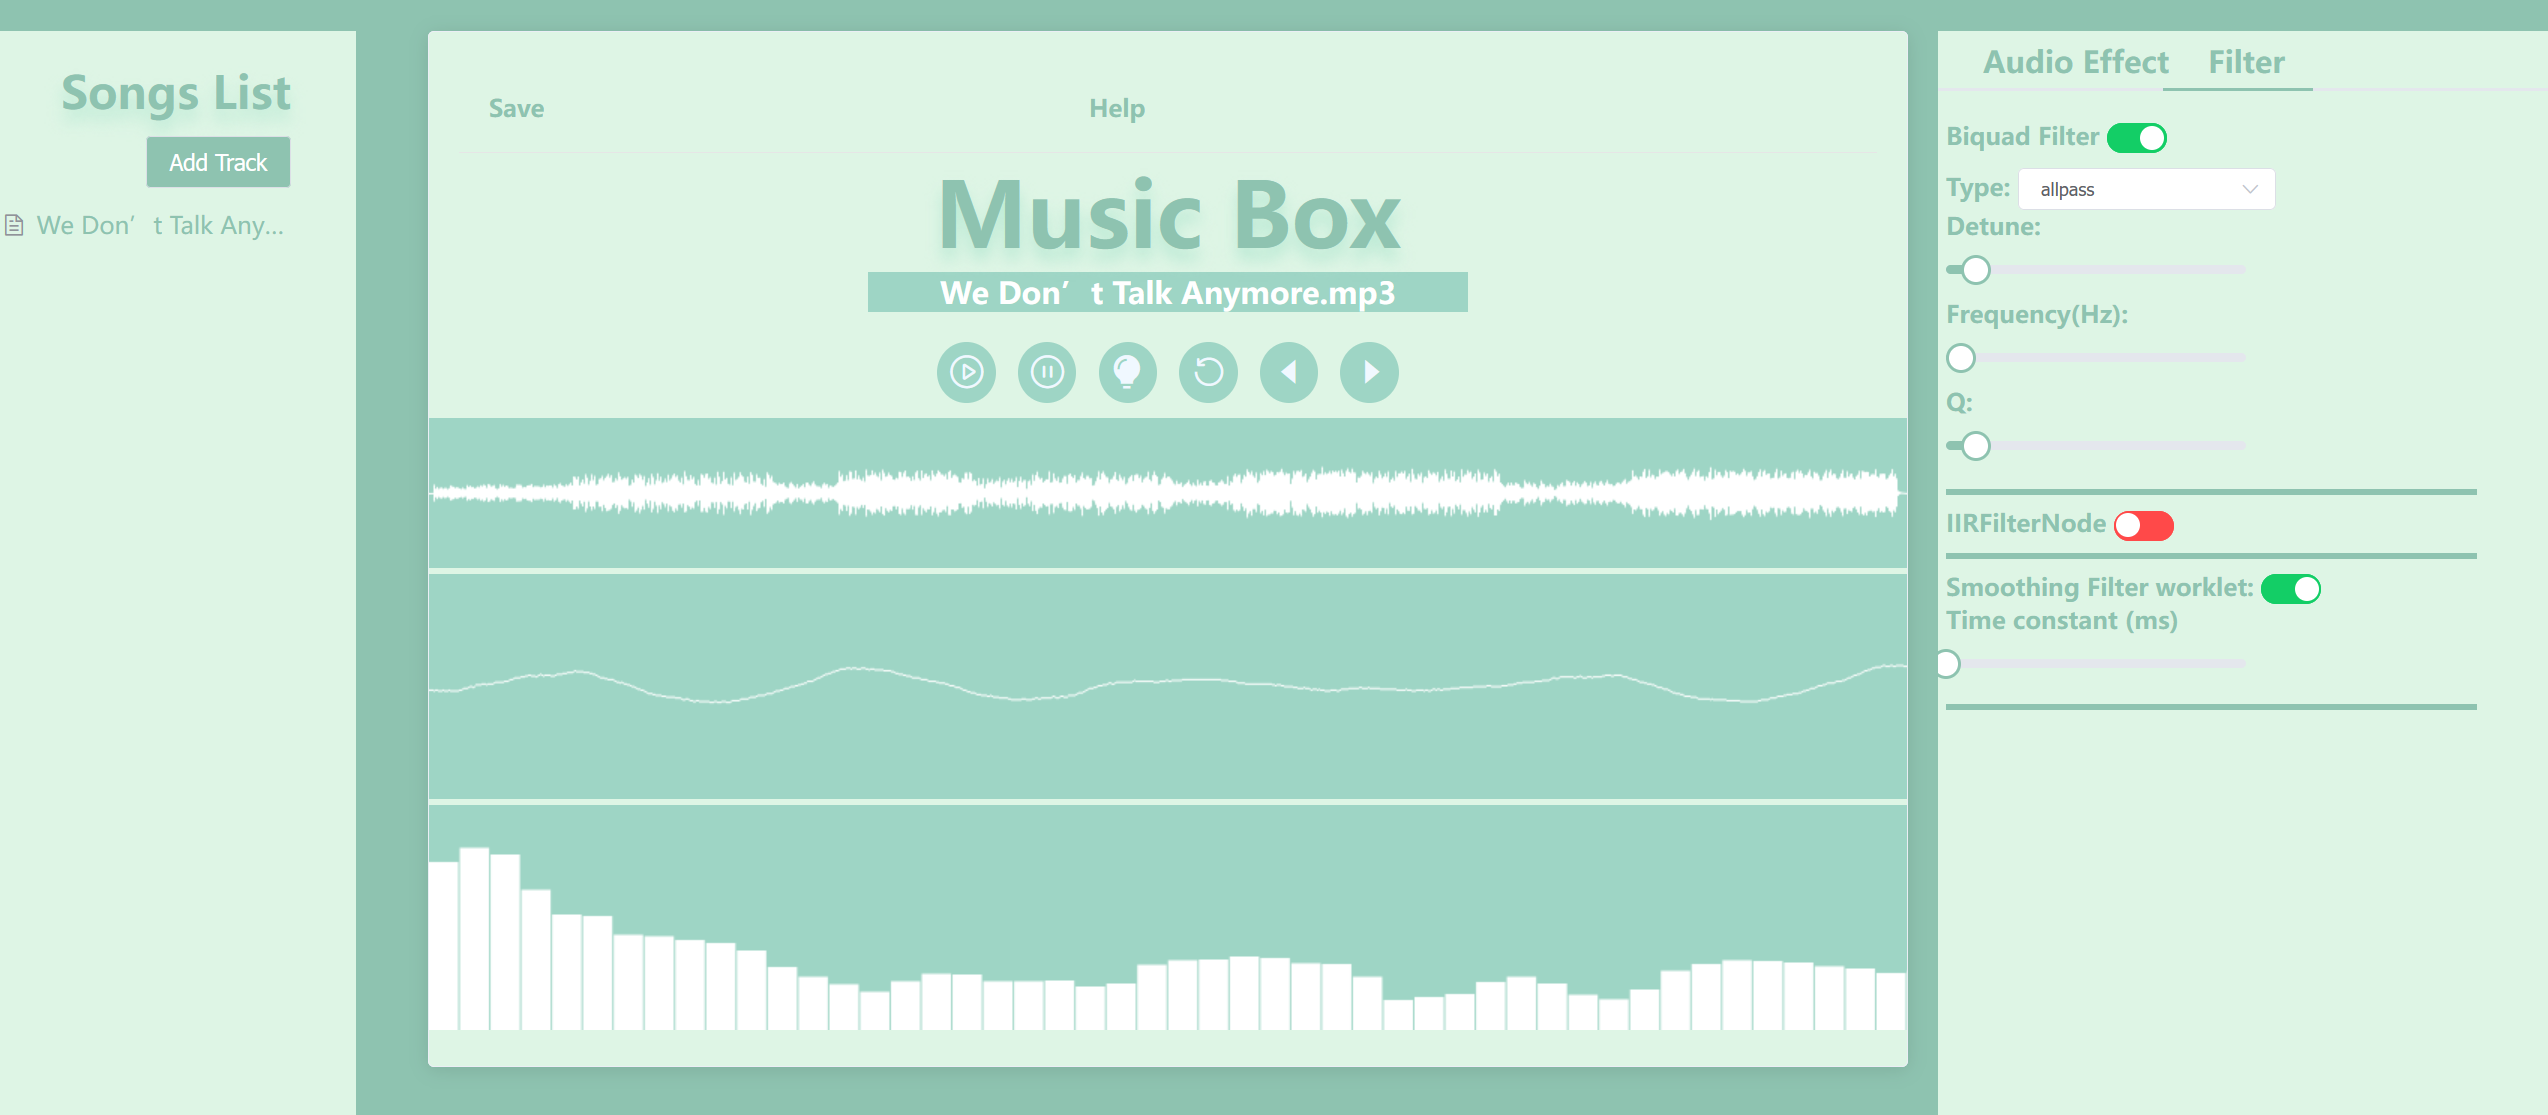 Songs List
Add Track
We Don’ t Talk Any...
Save
Help
Music Box
We Don’ t Talk Anymore.mp3
Audio Effect
Filter
Biquad Filter
Type: allpass
Detune:
Frequency(Hz):
Q:
IIRFilterNode
Smoothing Filter worklet:
Time constant (ms)